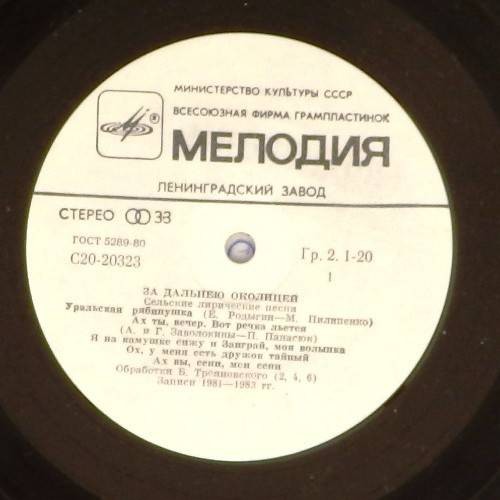 МИНИСТЕРСТВО КУЛЬТУРЫ СССР
ВСЕСОЮЗНАЯ ФИРМА ГРАМПЛАСТИНОК
МЕЛОДИЯ
ЛЕНИНГРАДСКИЙ ЗАВОД
СТЕРЕО 33
ГОСТ 5289-80
С20-20323
Гр. 2. 1-20
1
ЗА ДАЛЬНЕЮ ОКОЛИЦЕЙ
Сельские лирические песни
Уральская рябинушка (Е. Родыгин—М. Пилипенко)
Ах ты, вечер. Вот речка льется
(А. и Г. Заволокины—П. Панасюк)
Я на камушке сижу и Заиграй, моя волынка
Ох, у меня есть дружок тайный
Ах вы, сени, мои сени
Обработки Б. Трояновского (2, 4, 6)
Записи 1981—1983 гг.